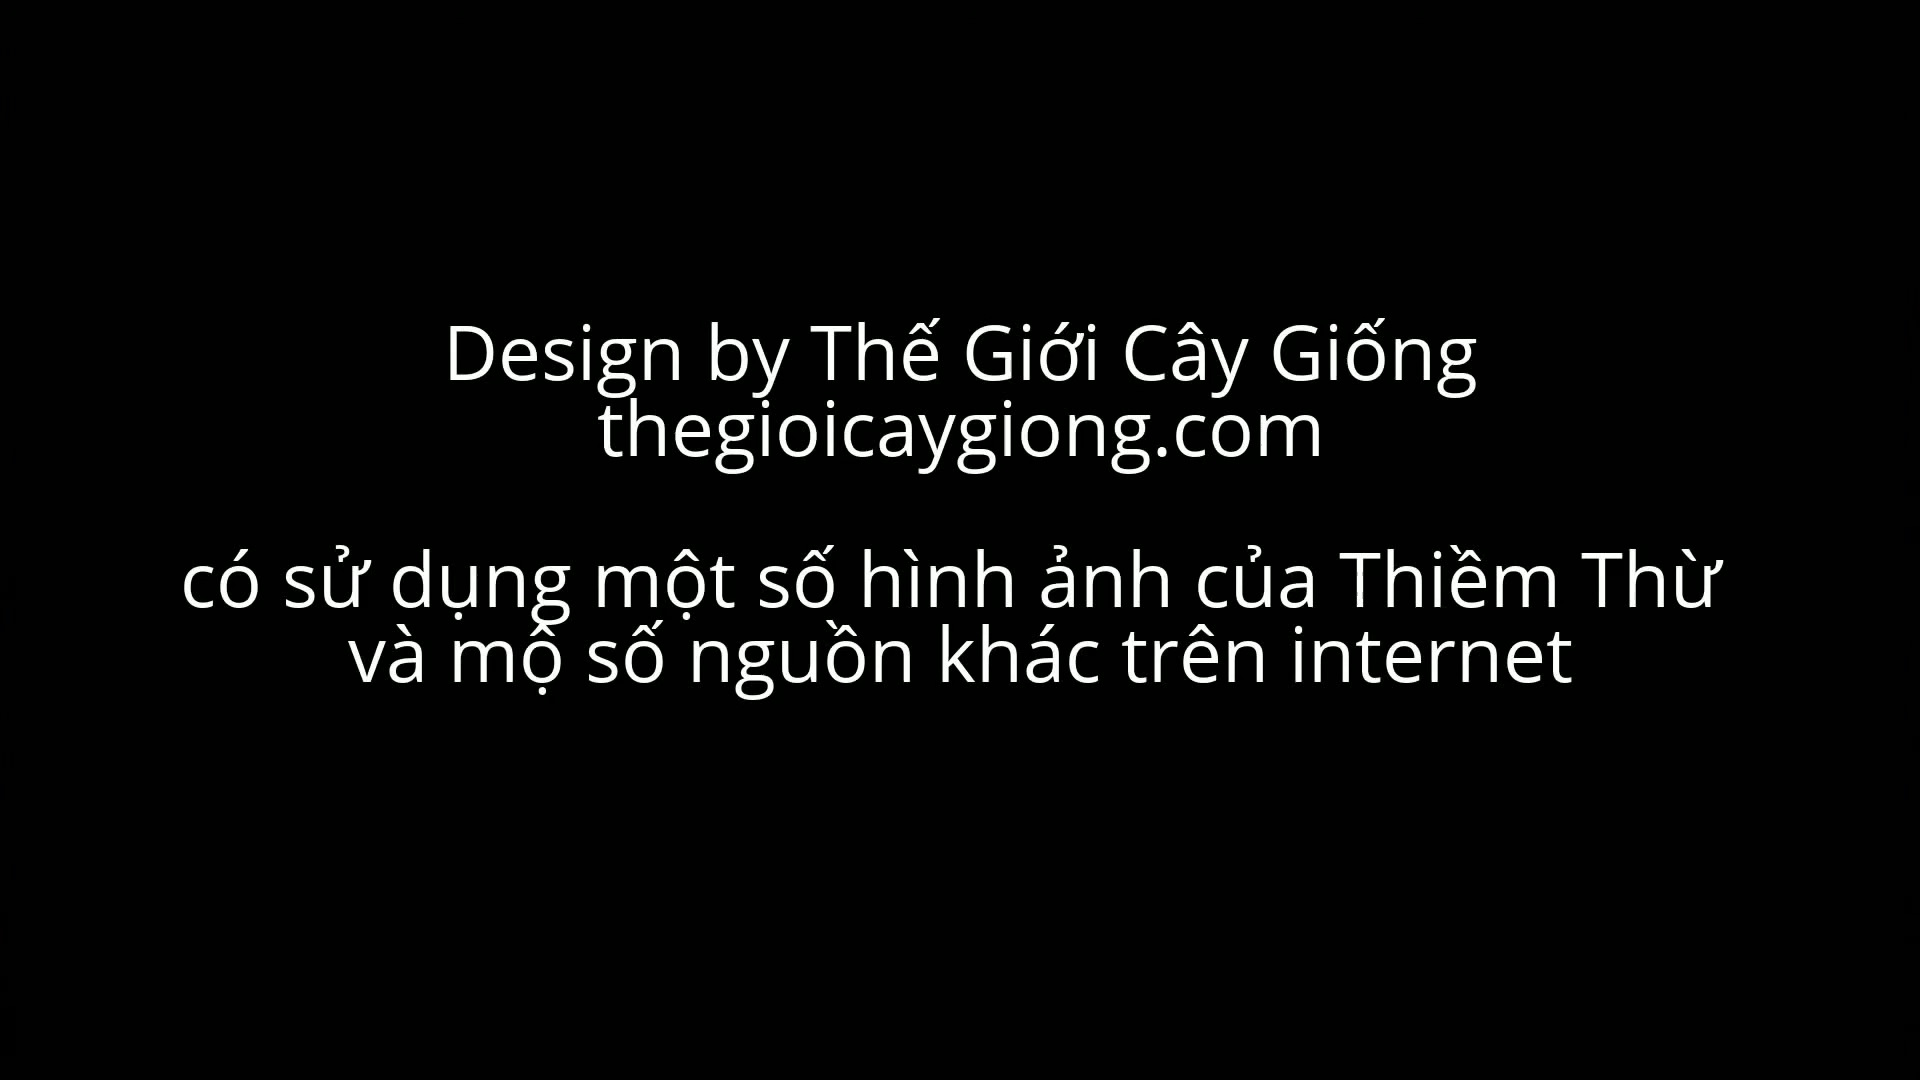 Design by Thế Giới Cây Giống
thegioicaygiong.com
có sử dụng một số hình ảnh của Thiềm Thừ
và mộ số nguồn khác trên internet